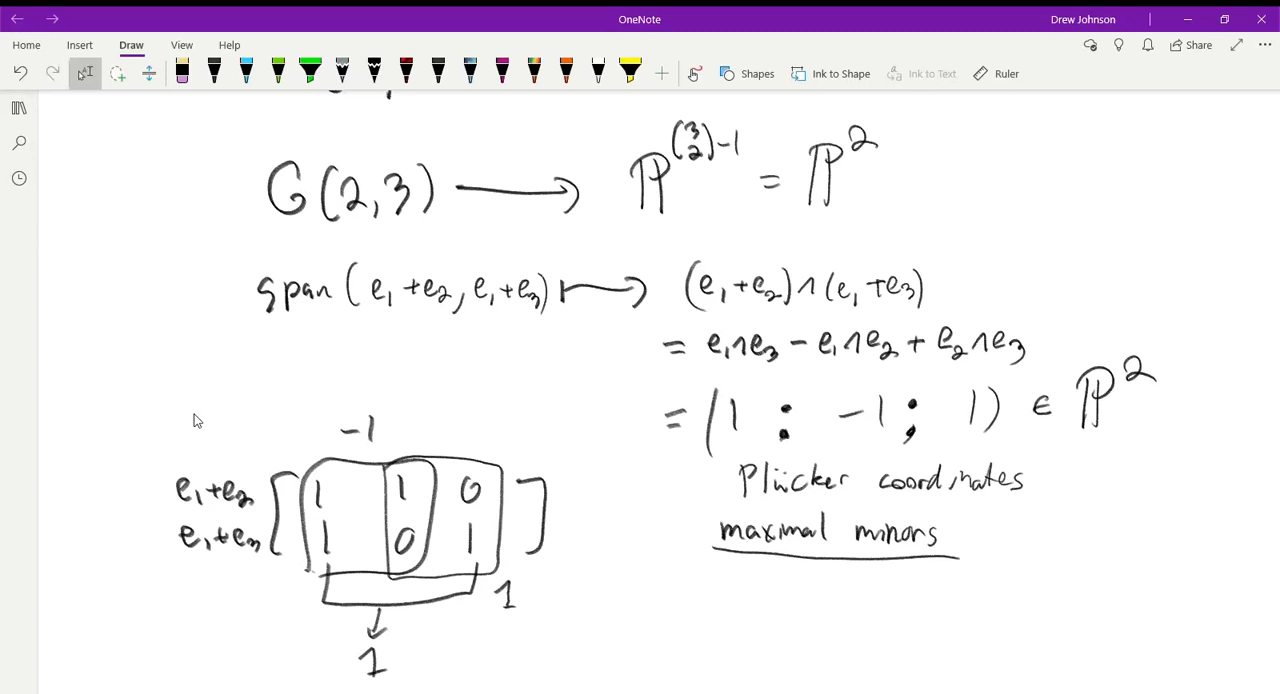 OneNote
Drew Johnson
Home Insert Draw View Help
Share
Shapes Ink to Shape Ink to Text Ruler
G(2,3) ⟶ ℙ^{(3 2)-1} = ℙ^2
span(e₁+e₂, e₁+e₃) ⟼ (e₁+e₂)∧(e₁+e₃)
= e₁∧e₃ - e₁∧e₂ + e₂∧e₃
= (1 : -1 : 1) ∈ ℙ^2
Plücker coordinates
maximal minors
-1
e₁+e₂ [ 1 1 0 ]
e₁+e₃ [ 1 0 1 ]
1
1